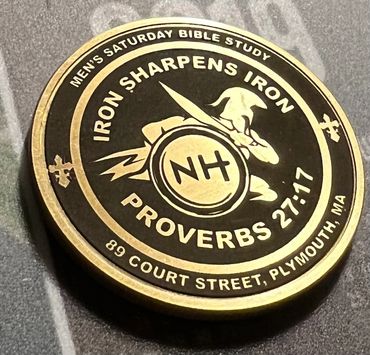 MEN'S SATURDAY BIBLE STUDY
IRON SHARPENS IRON
NH
PROVERBS 27:17
89 COURT STREET, PLYMOUTH, MA